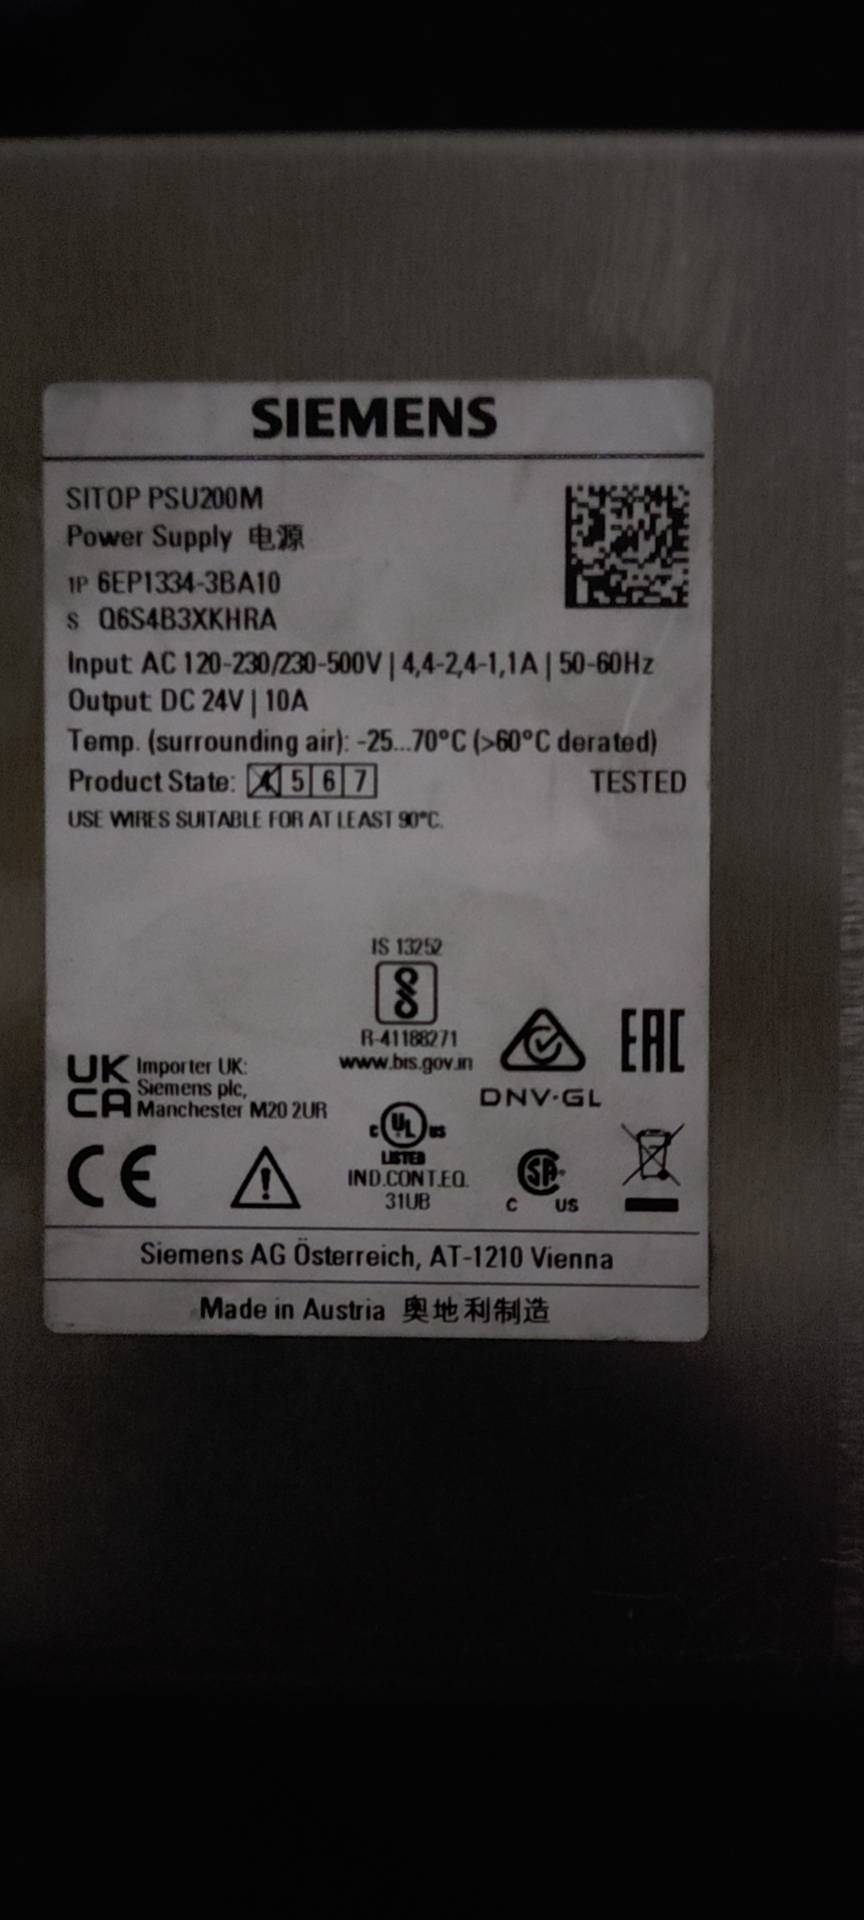 SIEMENS
SITOP PSU200M
Power Supply 电源
1P 6EP1334-3BA10
S Q6S4B3XKHRA
Input: AC 120-230/230-500V | 4,4-2,4-1,1A | 50-60Hz
Output: DC 24V | 10A
Temp. (surrounding air): -25...70°C (>60°C derated)
Product State: 4 5 6 7 TESTED
USE WIRES SUITABLE FOR AT LEAST 90°C.
IS 13252
R-41188271
www.bis.gov.in
UK CA
Importer UK:
Siemens plc,
Manchester M20 2UR
DNV·GL
EAC
CE
C UL US
LISTED
IND.CONT.EQ.
31UB
SA
C US
Siemens AG Österreich, AT-1210 Vienna
Made in Austria 奥地利制造